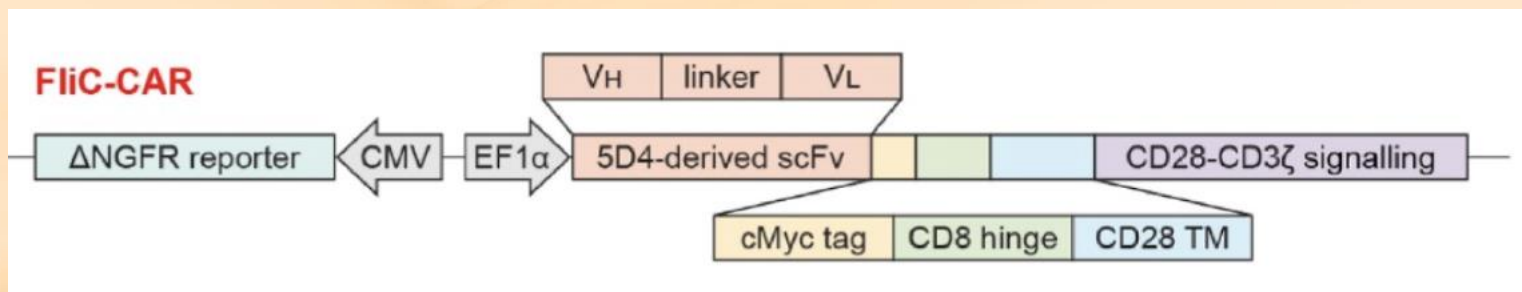 VH linker VL
FliC-CAR
ΔNGFR reporter CMV EF1α 5D4-derived scFv CD28-CD3ζ signalling
cMyc tag CD8 hinge CD28 TM